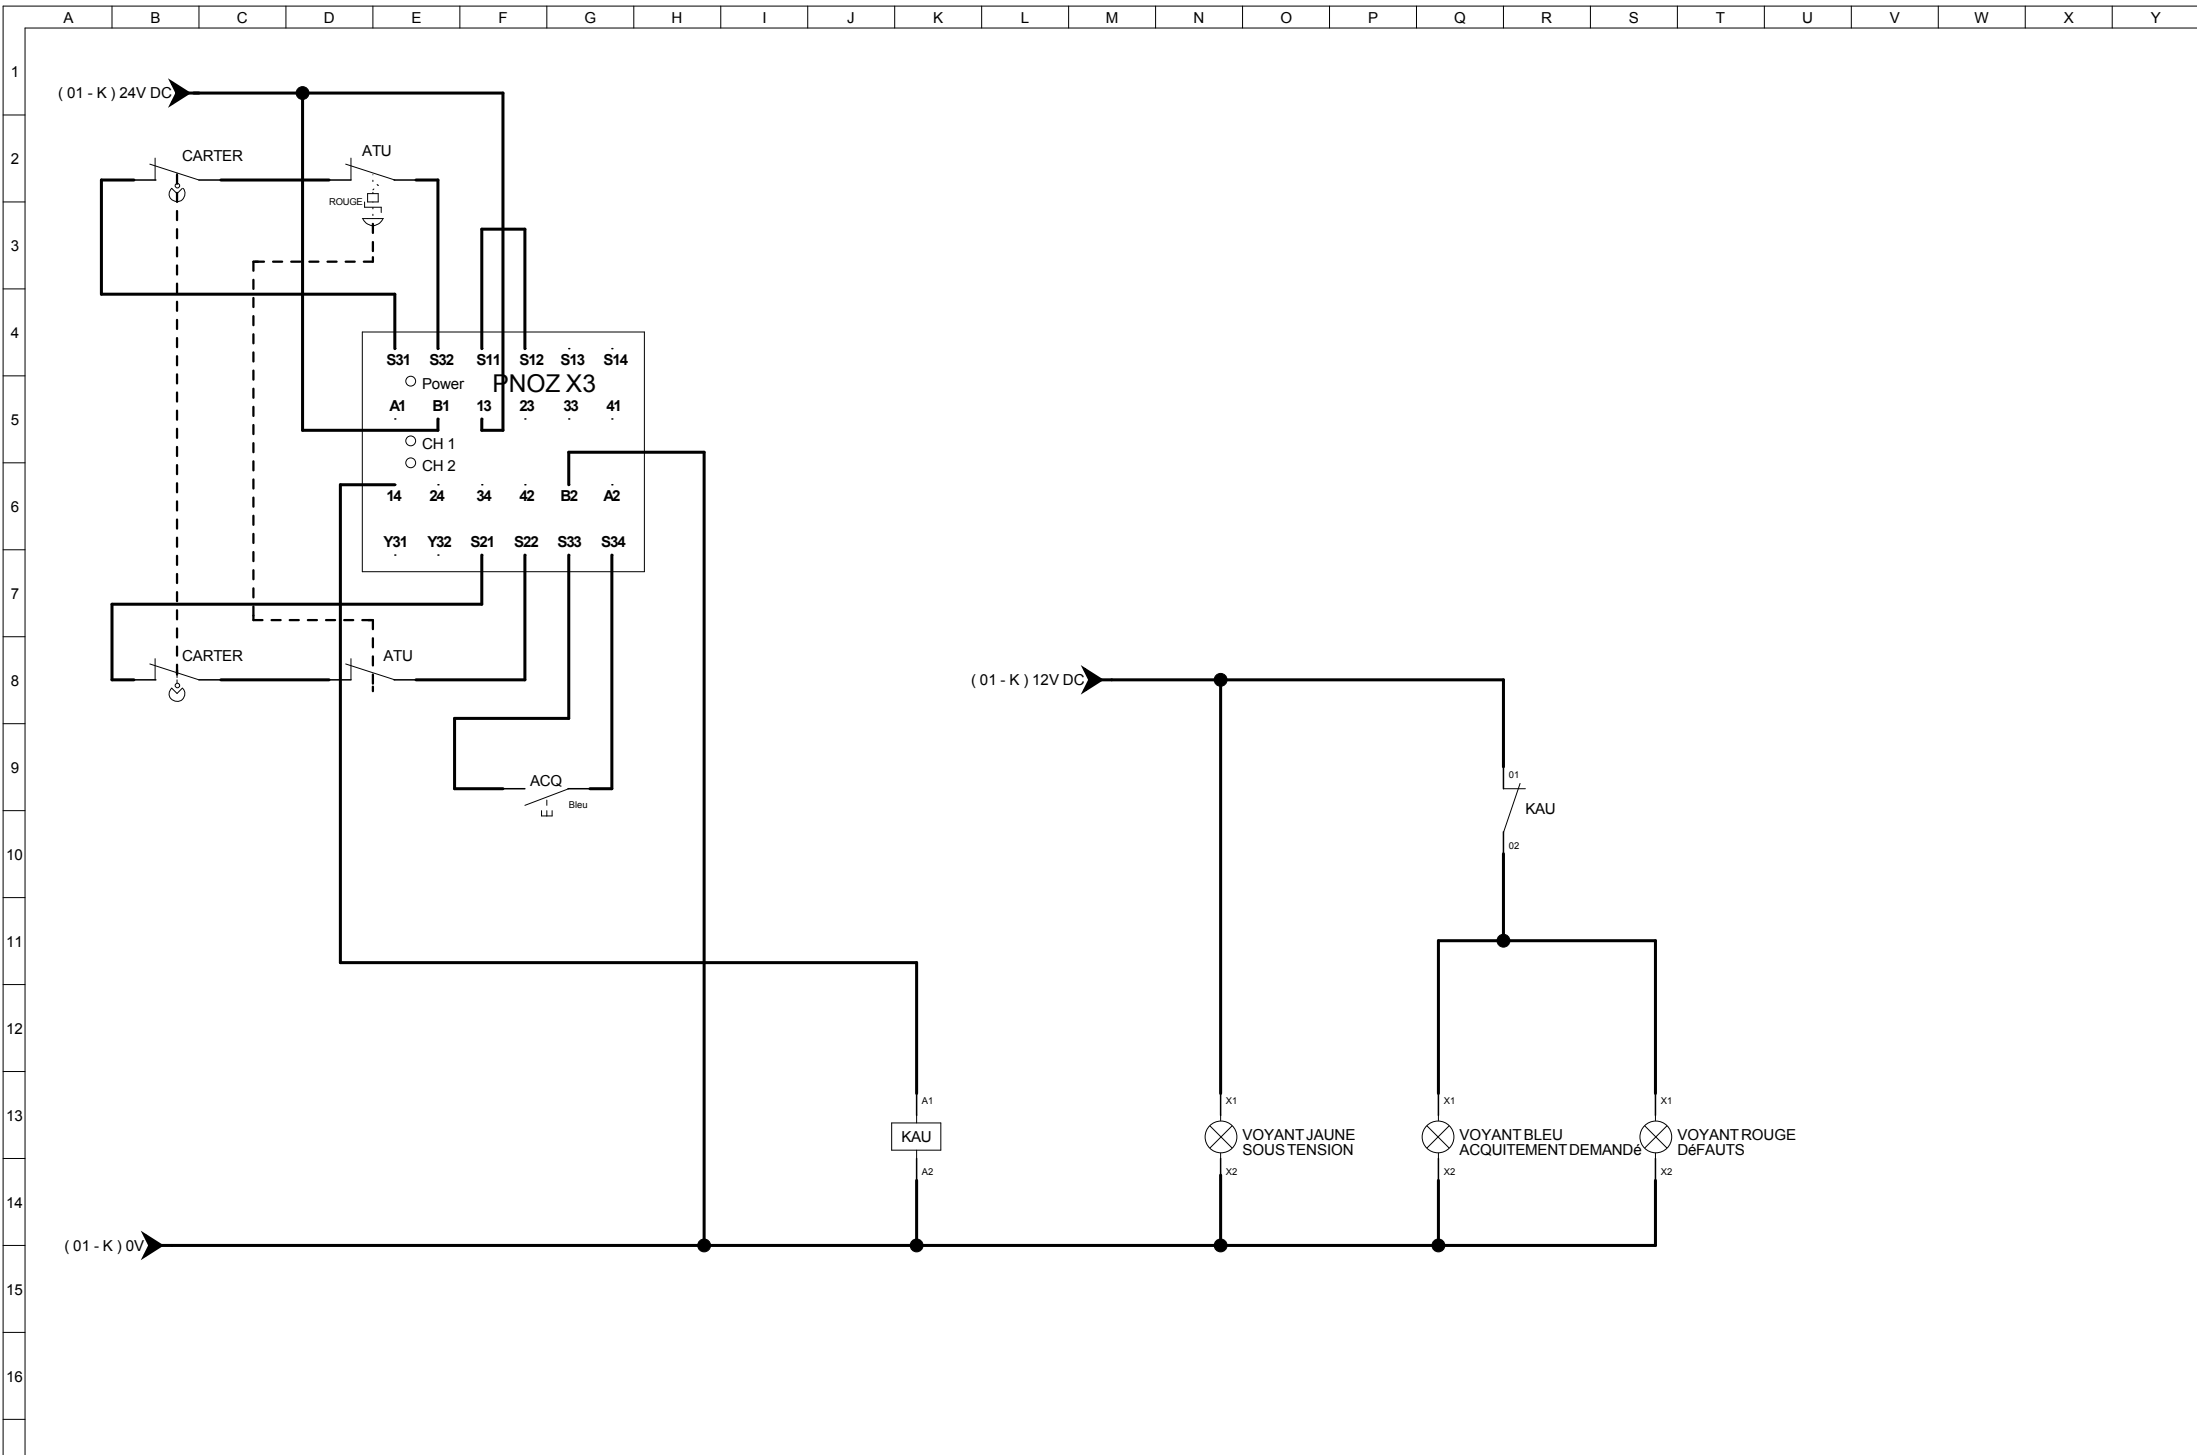 A B C D E F G H I J K L M N O P Q R S T U V W X Y
1
( 01 - K ) 24V DC
2
CARTER
ATU
ROUGE
3
4
S31 S32 S11 S12 S13 S14
Power
PNOZ X3
A1 B1 13 23 33 41
5
CH 1
CH 2
14 24 34 42 B2 A2
6
Y31 Y32 S21 S22 S33 S34
7
CARTER
ATU
8
( 01 - K ) 12V DC
9
ACQ
Bleu
01
KAU
02
10
11
12
13
A1
KAU
A2
X1
VOYANT JAUNE
SOUS TENSION
X2
X1
VOYANT BLEU
ACQUITEMENT DEMANDé
X2
X1
VOYANT ROUGE
DéFAUTS
X2
14
( 01 - K ) 0V
15
16